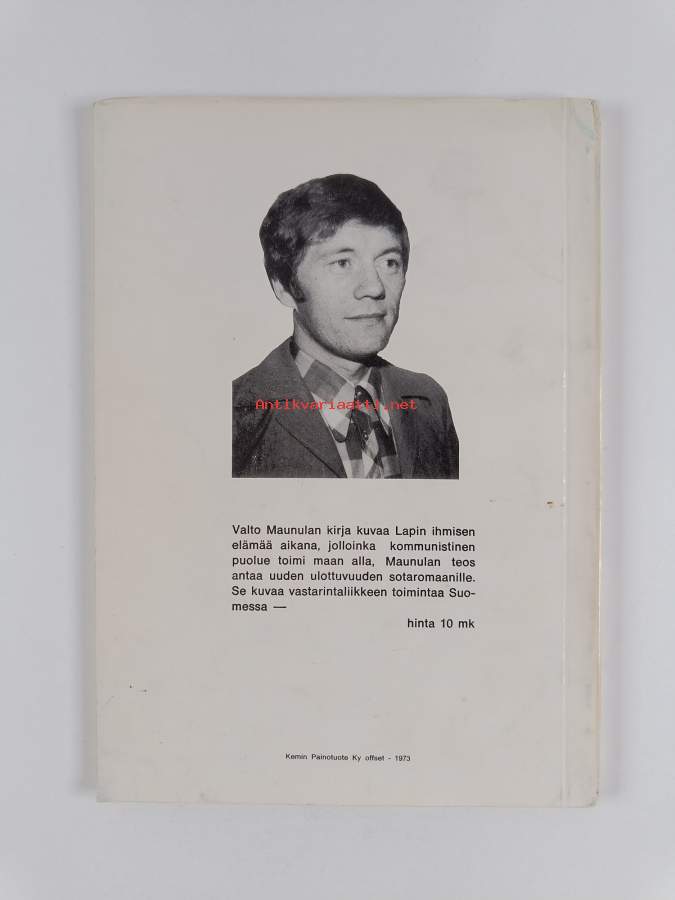 Antikvariaatti.net
Valto Maunulan kirja kuvaa Lapin ihmisen
elämää aikana, jolloinka kommunistinen
puolue toimi maan alla, Maunulan teos
antaa uuden ulottuvuuden sotaromaanille.
Se kuvaa vastarintaliikkeen toimintaa Suo-
messa —
hinta 10 mk
Kemin Painotuote Ky offset - 1973